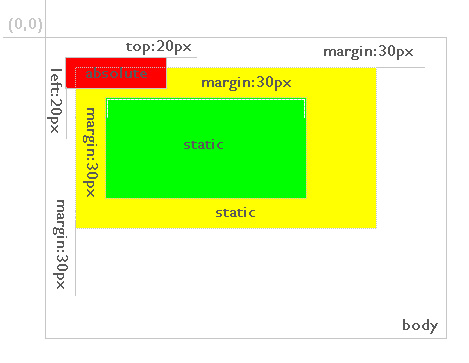 (0,0)
top:20px
margin:30px
absolute
left:20px
margin:30px
margin:30px
static
margin:30px
static
body